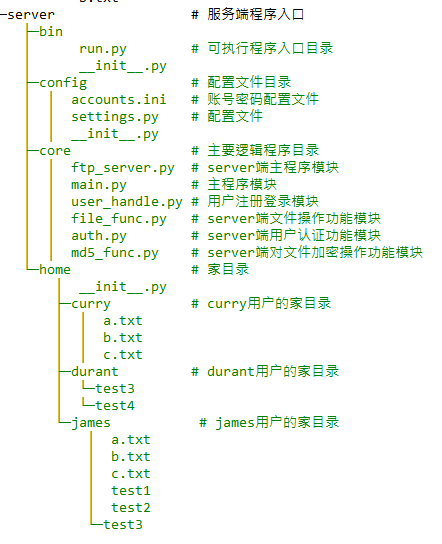 ─server # 服务端程序入口
├─bin
│ run.py # 可执行程序入口目录
│ __init__.py
├─config # 配置文件目录
│ │ accounts.ini # 账号密码配置文件
│ │ settings.py # 配置文件
│ │ __init__.py
├─core # 主要逻辑程序目录
│ │ ftp_server.py # server端主程序模块
│ │ main.py # 主程序模块
│ │ user_handle.py # 用户注册登录模块
│ │ file_func.py # server端文件操作功能模块
│ │ auth.py # server端用户认证功能模块
│ │ md5_func.py # server端对文件加密操作功能模块
└─home # 家目录
│ __init__.py
├─curry # curry用户的家目录
│ │ a.txt
│ │ b.txt
│ │ c.txt
├─durant # durant用户的家目录
│ └─test3
│ └─test4
└─james # james用户的家目录
│ a.txt
│ b.txt
│ c.txt
│ test1
│ test2
└─test3